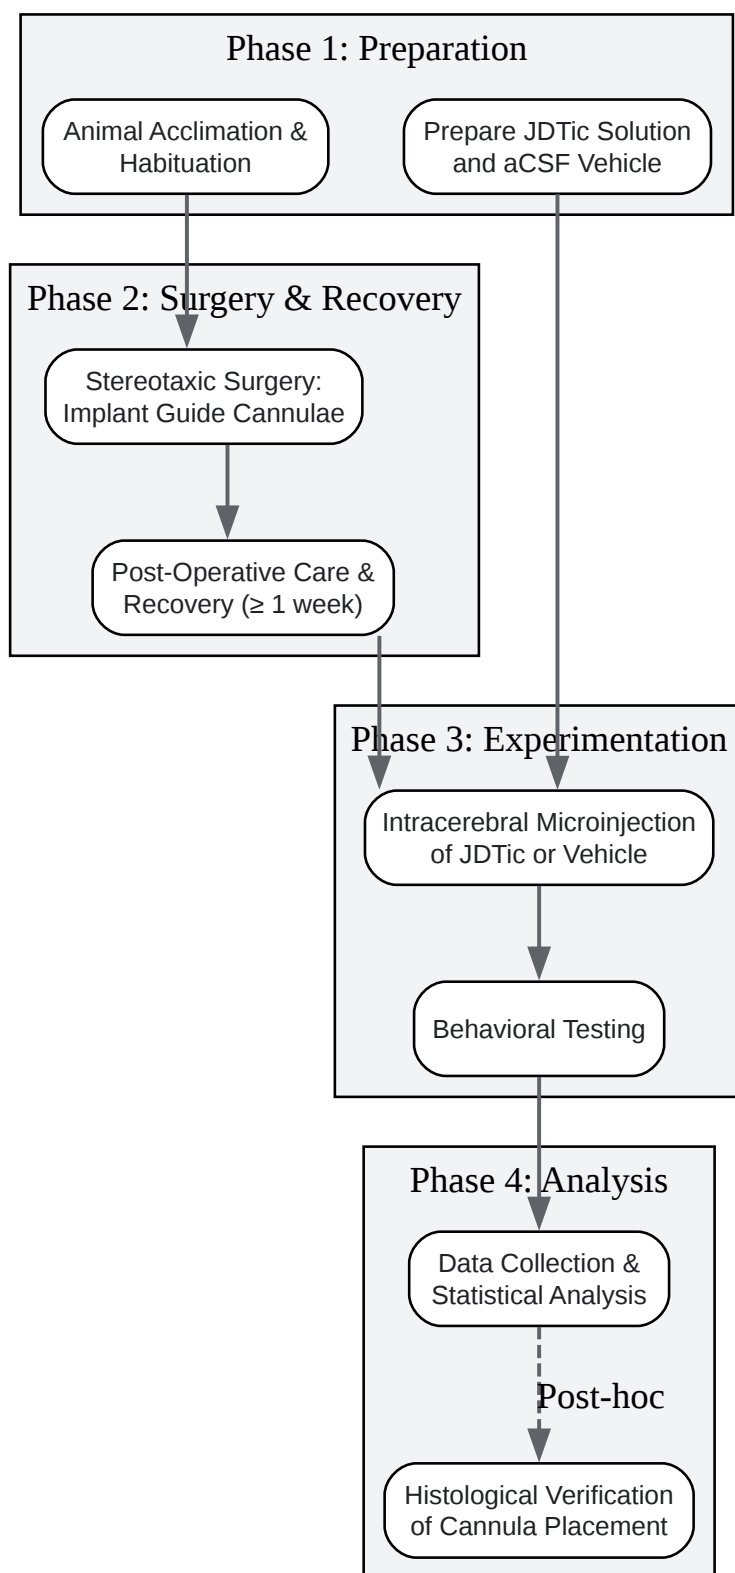 Phase 1: Preparation
Animal Acclimation &
Habituation
Prepare JDTic Solution
and aCSF Vehicle
Phase 2: Surgery & Recovery
Stereotaxic Surgery:
Implant Guide Cannulae
Post-Operative Care &
Recovery (≥ 1 week)
Phase 3: Experimentation
Intracerebral Microinjection
of JDTic or Vehicle
Behavioral Testing
Phase 4: Analysis
Data Collection &
Statistical Analysis
Post-hoc
Histological Verification
of Cannula Placement